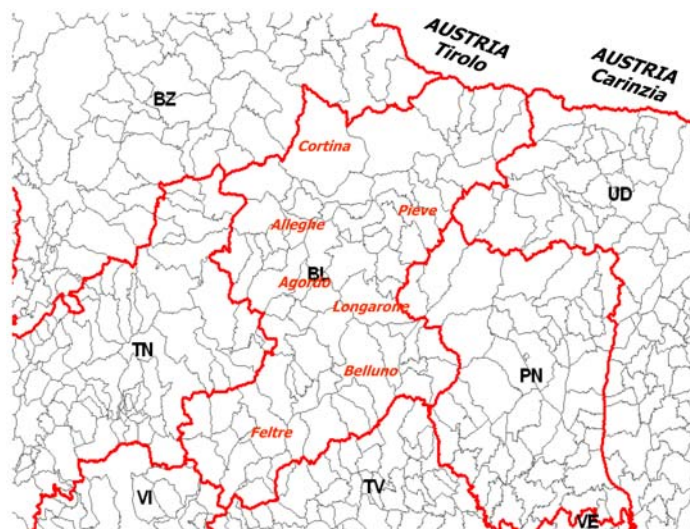 AUSTRIA
Tirolo
AUSTRIA
Carinzia
BZ
Cortina
UD
Alleghe
Pieve
BL
Agordo
Longarone
TN
Belluno
PN
Feltre
VI
TV
VE